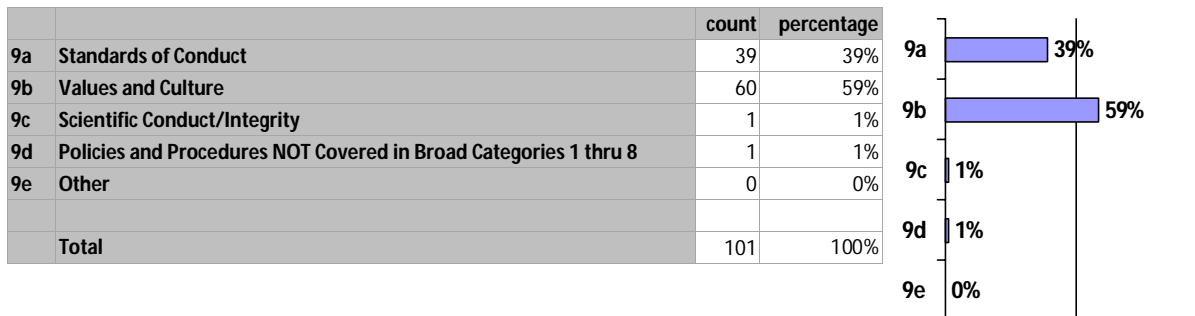 count percentage
9a Standards of Conduct 39 39%
9b Values and Culture 60 59%
9c Scientific Conduct/Integrity 1 1%
9d Policies and Procedures NOT Covered in Broad Categories 1 thru 8 1 1%
9e Other 0 0%
Total 101 100%
9a 39%
9b 59%
9c 1%
9d 1%
9e 0%